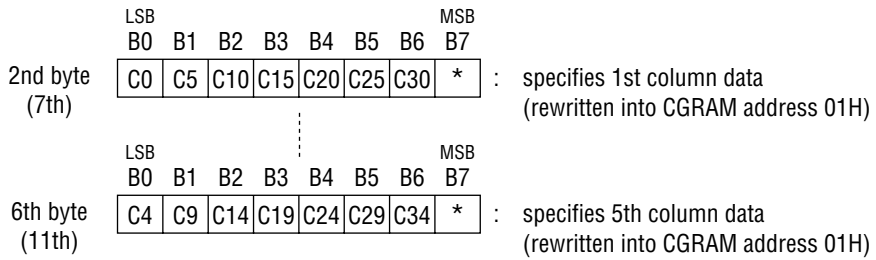 LSB MSB
B0 B1 B2 B3 B4 B5 B6 B7
2nd byte C0 C5 C10 C15 C20 C25 C30 * : specifies 1st column data
(7th) (rewritten into CGRAM address 01H)
LSB MSB
B0 B1 B2 B3 B4 B5 B6 B7
6th byte C4 C9 C14 C19 C24 C29 C34 * : specifies 5th column data
(11th) (rewritten into CGRAM address 01H)